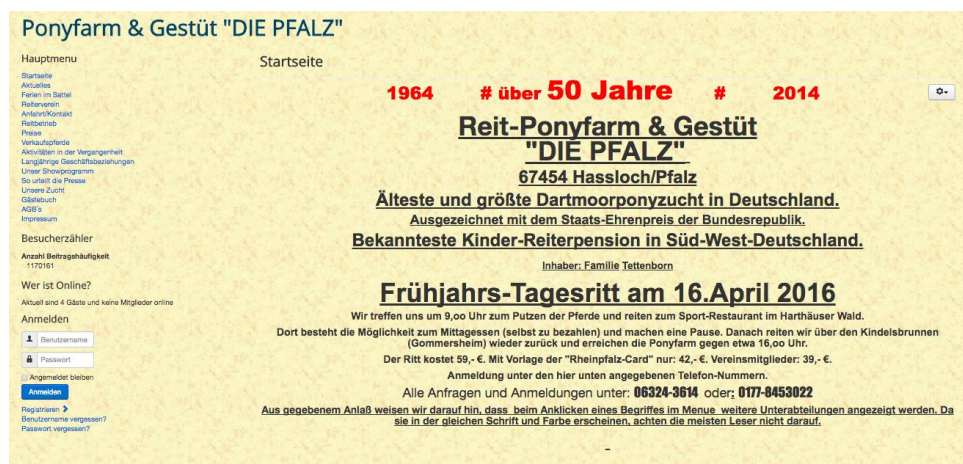 Ponyfarm & Gestüt "DIE PFALZ"
Hauptmenu
Startseite
Aktuelles
Ferien im Sattel
Reiterverein
Anfahrt/Kontakt
Reitbetrieb
Preise
Verkaufspferde
Aktivitäten in der Vergangenheit
Langjährige Geschäftsbeziehungen
Unser Showprogramm
So urteilt die Presse
Unsere Zucht
Gästebuch
AGB's
Impressum
Besucherzähler
Anzahl Beitragshäufigkeit
1170161
Wer ist Online?
Aktuell sind 4 Gäste und keine Mitglieder online
Anmelden
Benutzername
Passwort
Angemeldet bleiben
Anmelden
Registrieren
Benutzername vergessen?
Passwort vergessen?
Startseite
1964 # über 50 Jahre # 2014
Reit-Ponyfarm & Gestüt
"DIE PFALZ"
67454 Hassloch/Pfalz
Älteste und größte Dartmoorponyzucht in Deutschland.
Ausgezeichnet mit dem Staats-Ehrenpreis der Bundesrepublik.
Bekannteste Kinder-Reiterpension in Süd-West-Deutschland.
Inhaber: Familie Tettenborn
Frühjahrs-Tagesritt am 16.April 2016
Wir treffen uns um 9,oo Uhr zum Putzen der Pferde und reiten zum Sport-Restaurant im Harthäuser Wald.
Dort besteht die Möglichkeit zum Mittagessen (selbst zu bezahlen) und machen eine Pause. Danach reiten wir über den Kindelsbrunnen
(Gommersheim) wieder zurück und erreichen die Ponyfarm gegen etwa 16,oo Uhr.
Der Ritt kostet 59,- €. Mit Vorlage der "Rheinpfalz-Card" nur: 42,- €. Vereinsmitglieder: 39,- €.
Anmeldung unter den hier unten angegebenen Telefon-Nummern.
Alle Anfragen und Anmeldungen unter: 06324-3614 oder: 0177-8453022
Aus gegebenem Anlaß weisen wir darauf hin, dass beim Anklicken eines Begriffes im Menue weitere Unterabteilungen angezeigt werden. Da
sie in der gleichen Schrift und Farbe erscheinen, achten die meisten Leser nicht darauf.